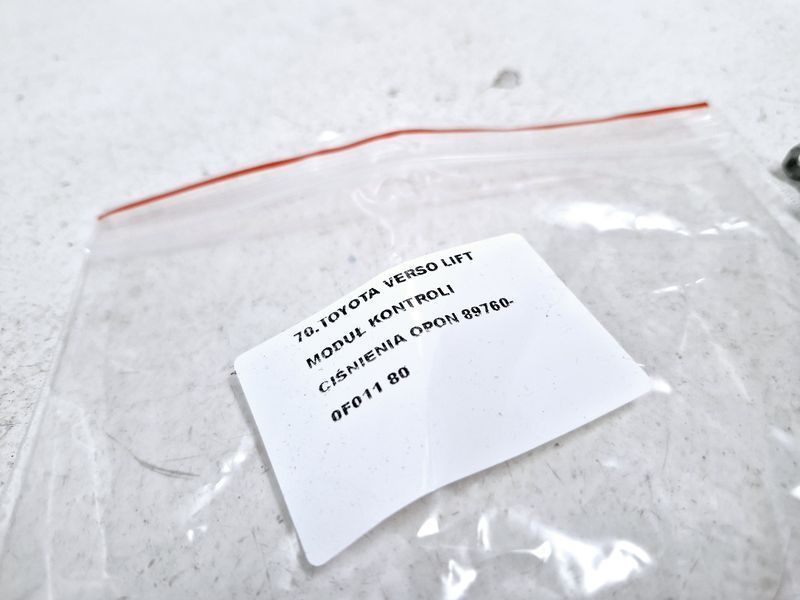 70.TOYOTA VERSO LIFT
MODUŁ KONTROLI
CIŚNIENIA OPON 89760-
0F011 80